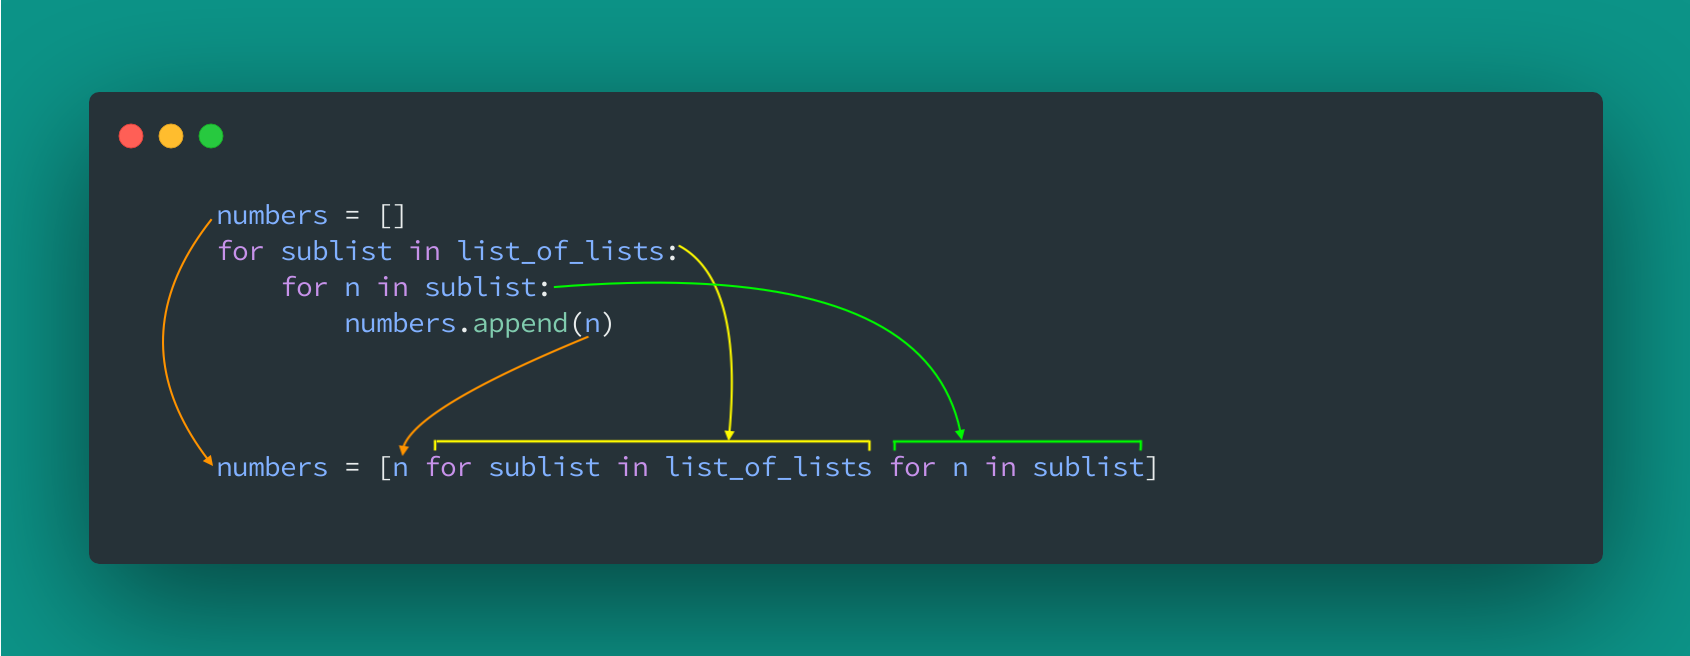 numbers = []
for sublist in list_of_lists:
    for n in sublist:
        numbers.append(n)
numbers = [n for sublist in list_of_lists for n in sublist]